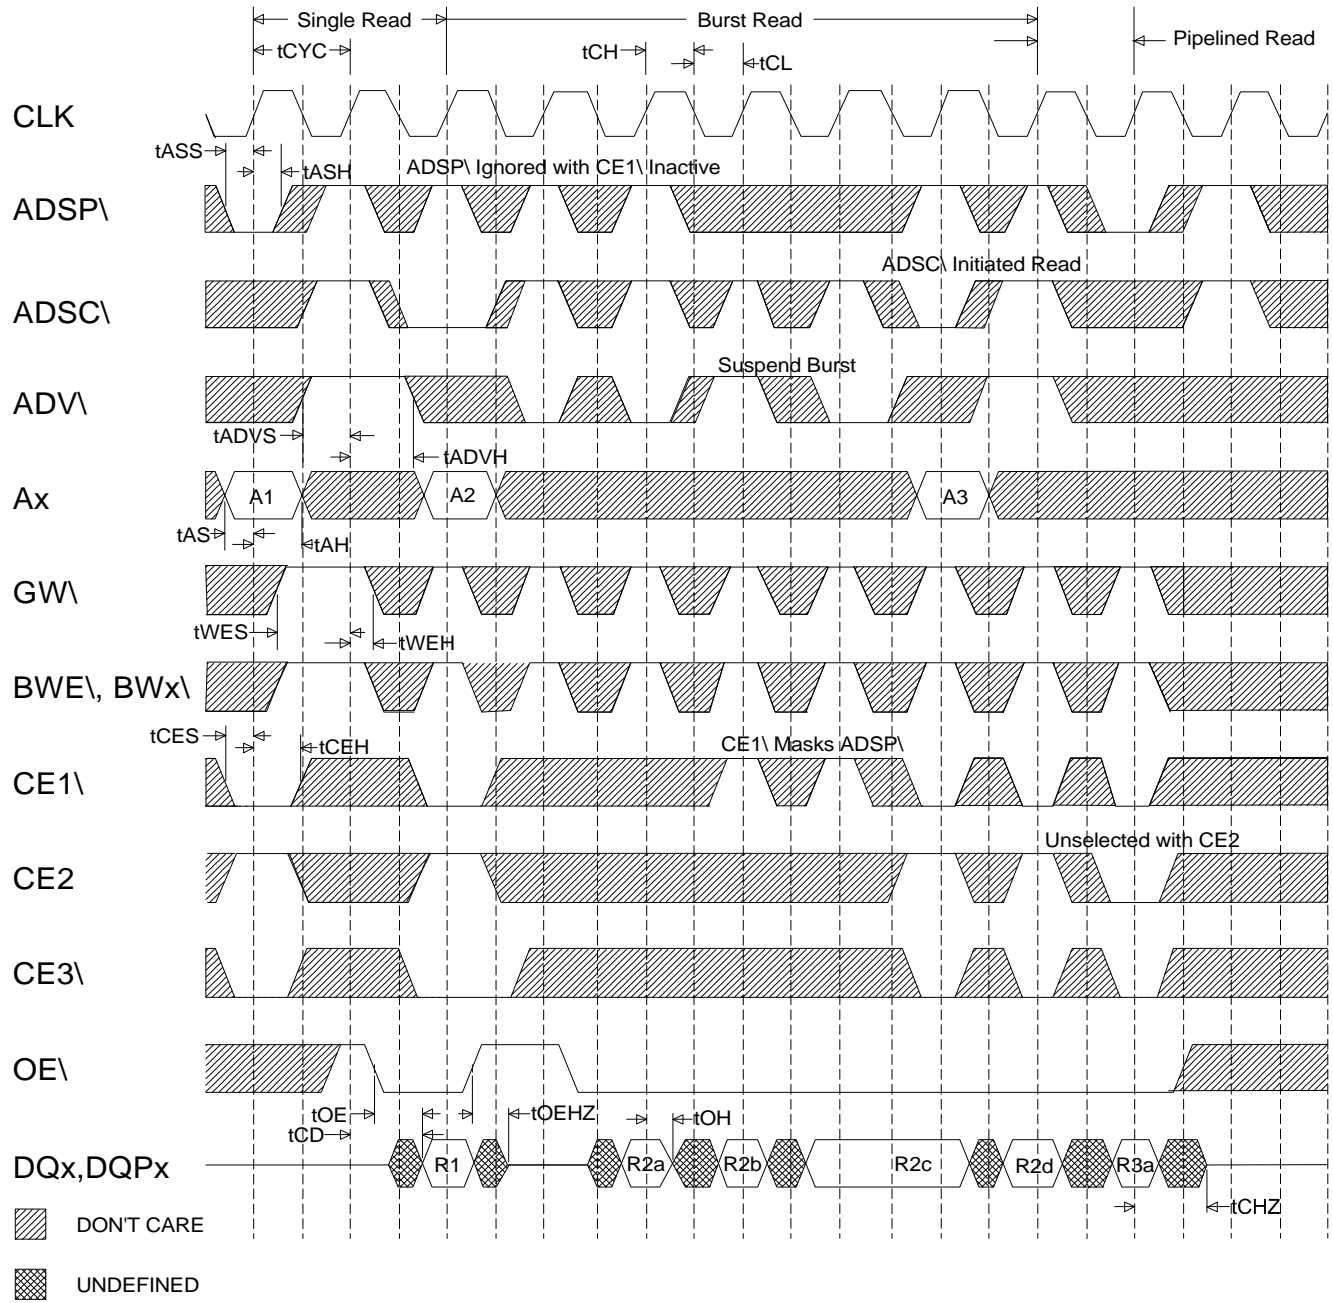 Single Read
Burst Read
Pipelined Read
tCYC
tCH
tCL
CLK
tASS
tASH
ADSP\ Ignored with CE1\ Inactive
ADSP\
ADSC\ Initiated Read
ADSC\
Suspend Burst
ADV\
tADVS
tADVH
Ax
A1
A2
A3
tAS
tAH
GW\
tWES
tWEH
BWE\, BWx\
tCES
tCEH
CE1\ Masks ADSP\
CE1\
Unselected with CE2
CE2
CE3\
OE\
tOE
tOEHZ
tOH
tCD
DQx,DQPx
R1
R2a
R2b
R2c
R2d
R3a
tCHZ
DON'T CARE
UNDEFINED